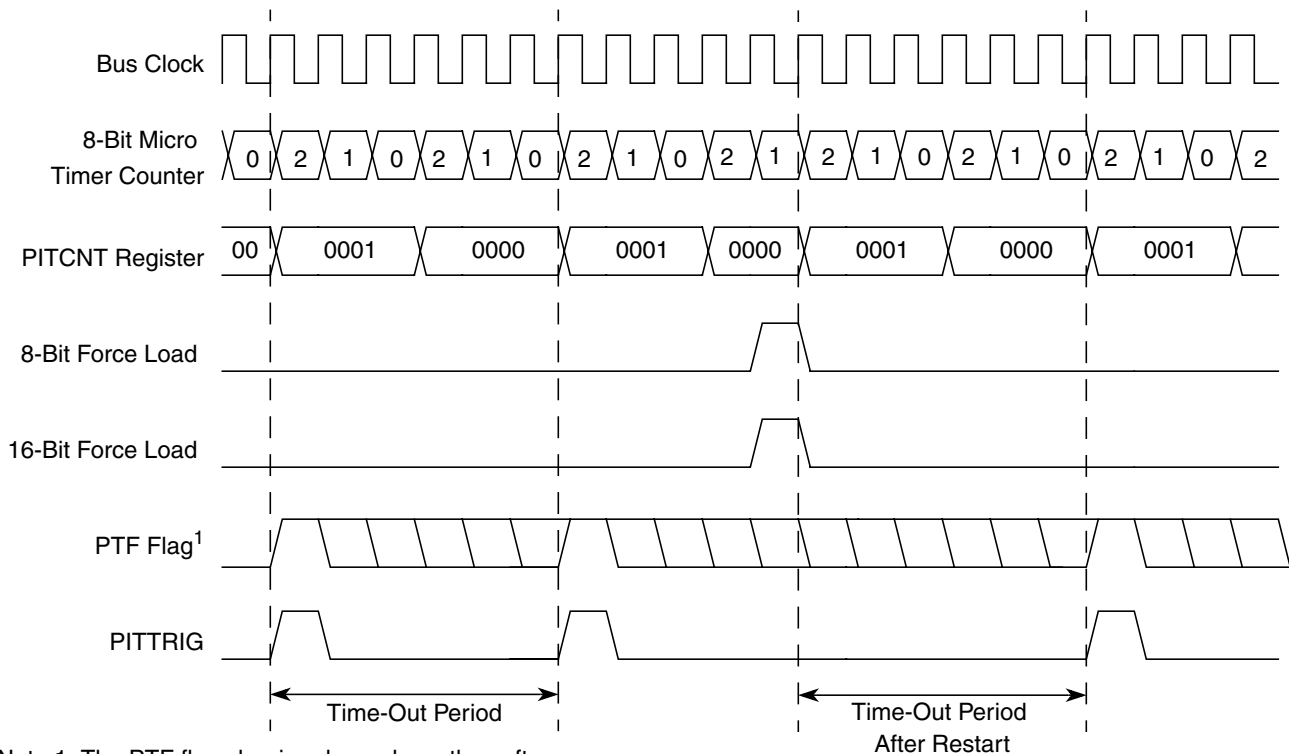 Bus Clock
8-Bit Micro
Timer Counter
0 2 1 0 2 1 0 2 1 0 2 1 2 1 0 2 1 0 2 1 0 2
PITCNT Register
00 0001 0000 0001 0000 0001 0000 0001
8-Bit Force Load
16-Bit Force Load
PTF Flag1
PITTRIG
Time-Out Period
Time-Out Period
After Restart